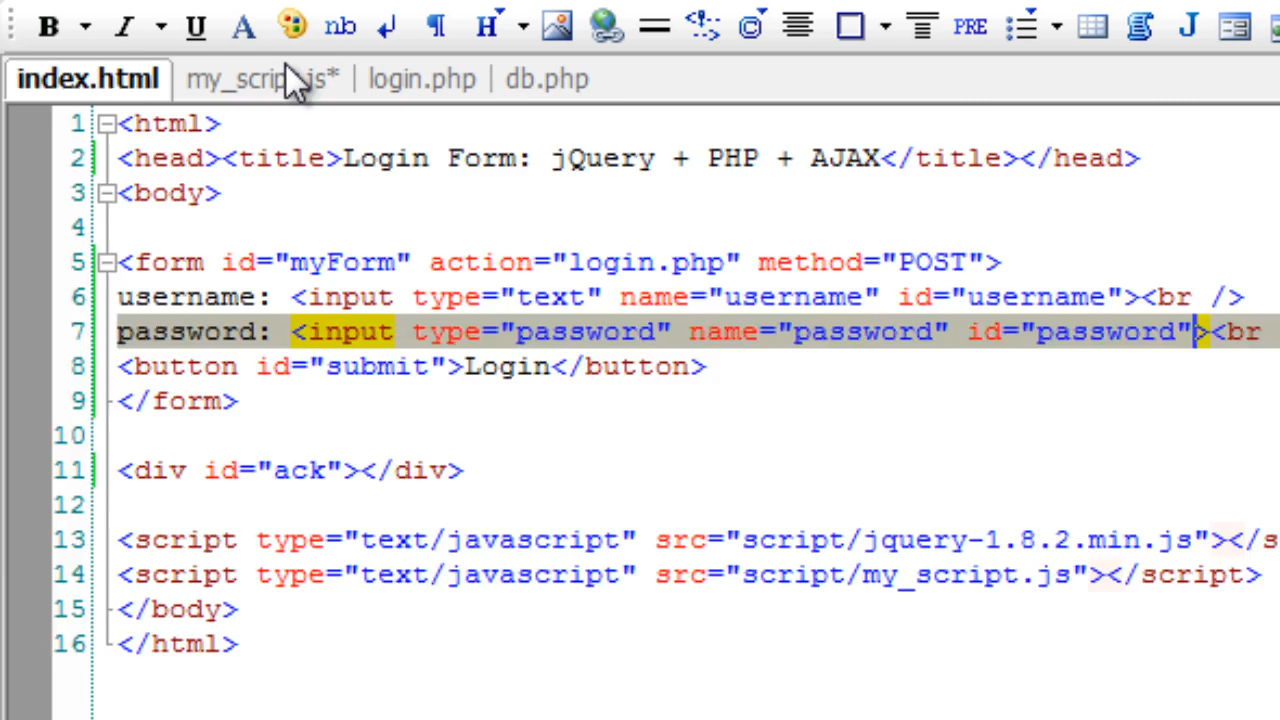 B I U A nb ¶ H © PRE J
index.html my_script.js* login.php db.php
1 <html>
2 <head><title>Login Form: jQuery + PHP + AJAX</title></head>
3 <body>
4
5 <form id="myForm" action="login.php" method="POST">
6 username: <input type="text" name="username" id="username"><br />
7 password: <input type="password" name="password" id="password"><br
8 <button id="submit">Login</button>
9 </form>
10
11 <div id="ack"></div>
12
13 <script type="text/javascript" src="script/jquery-1.8.2.min.js"></s
14 <script type="text/javascript" src="script/my_script.js"></script>
15 </body>
16 </html>